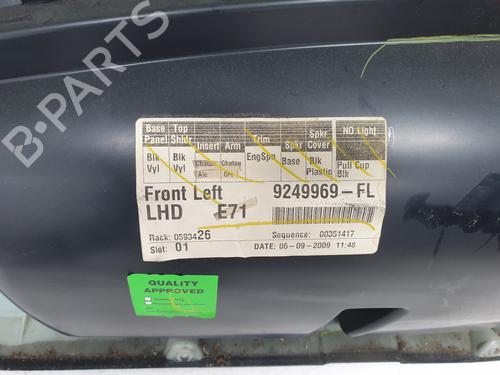 Base Panel
Top Shldr
Insert
Arm
Trim
EngSpn
Spkr
Spkr Cover
NO Light
Blk Vyl
Blk Vyl
Chatau
Chatau
Base
Blk Plastic
Pull Cup Blk
Front Left 9249969-FL
LHD E71
Rack: 0593426 Sequence: 00351417
Slot: 01 DATE: 06-09-2009 11:48
QUALITY APPROVED
B-PARTS